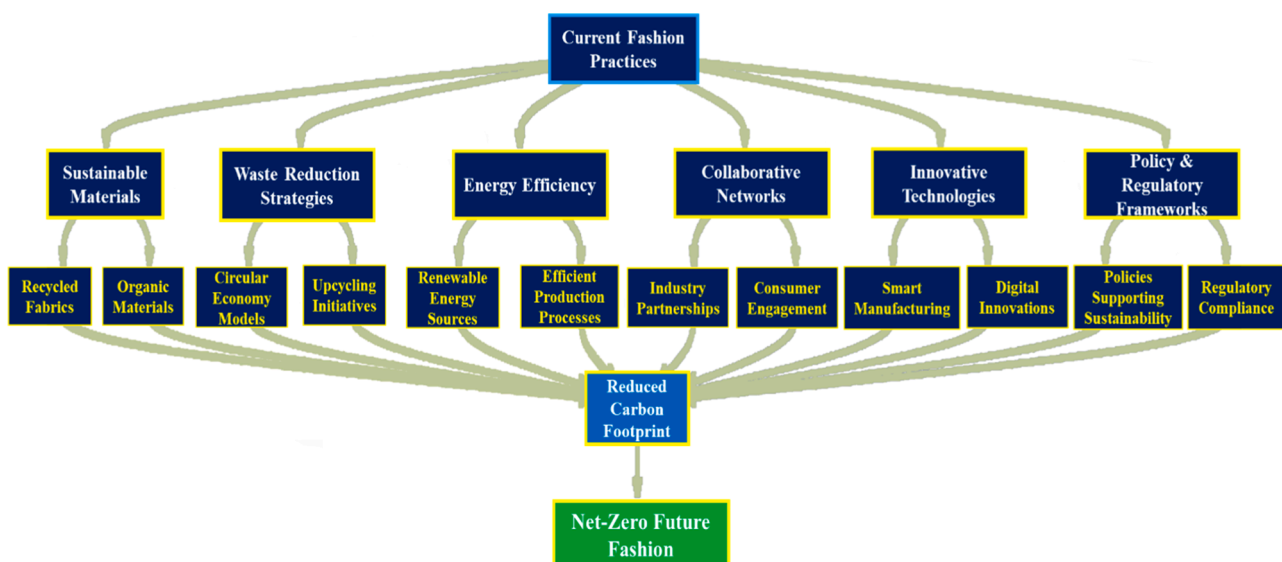 Current Fashion
Practices
Sustainable
Materials
Waste Reduction
Strategies
Energy Efficiency
Collaborative
Networks
Innovative
Technologies
Policy &
Regulatory
Frameworks
Recycled
Fabrics
Organic
Materials
Circular
Economy
Models
Upcycling
Initiatives
Renewable
Energy
Sources
Efficient
Production
Processes
Industry
Partnerships
Consumer
Engagement
Smart
Manufacturing
Digital
Innovations
Policies
Supporting
Sustainability
Regulatory
Compliance
Reduced
Carbon
Footprint
Net-Zero Future
Fashion